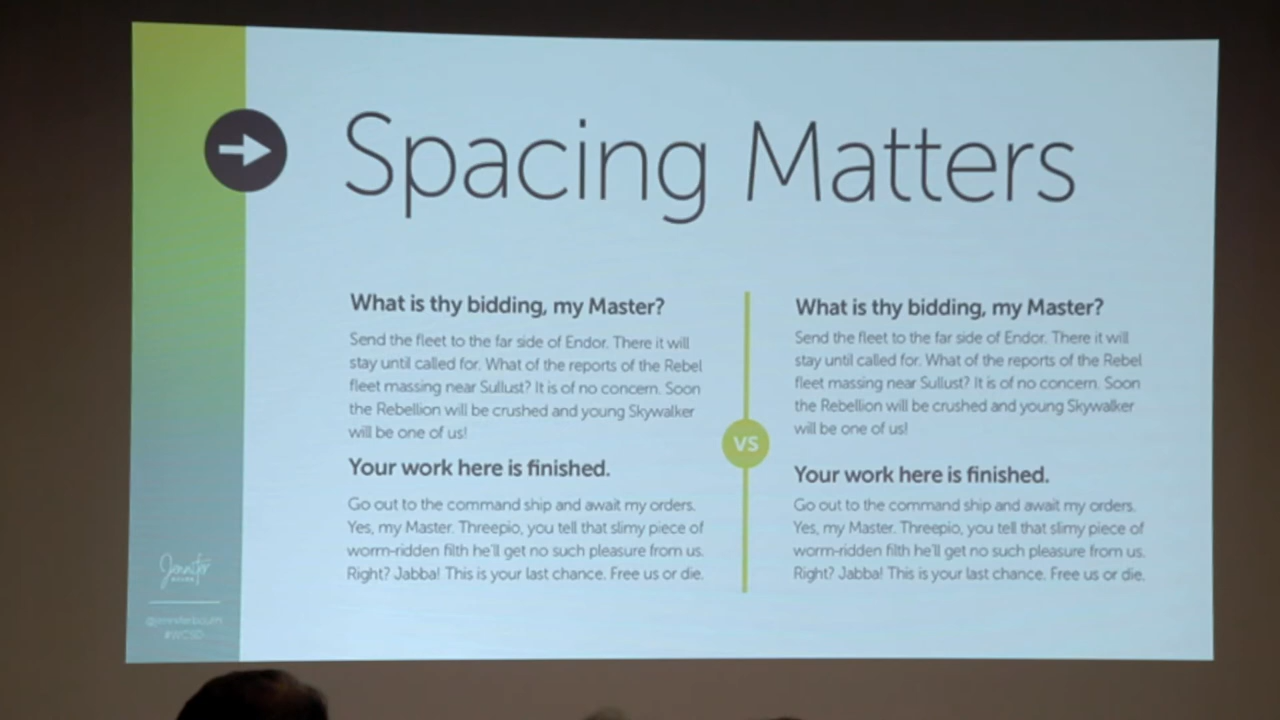 Spacing Matters
What is thy bidding, my Master?
Send the fleet to the far side of Endor. There it will
stay until called for. What of the reports of the Rebel
fleet massing near Sullust? It is of no concern. Soon
the Rebellion will be crushed and young Skywalker
will be one of us!
Your work here is finished.
Go out to the command ship and await my orders.
Yes, my Master. Threepio, you tell that slimy piece of
worm-ridden filth he'll get no such pleasure from us.
Right? Jabba! This is your last chance. Free us or die.
VS
What is thy bidding, my Master?
Send the fleet to the far side of Endor. There it will
stay until called for. What of the reports of the Rebel
fleet massing near Sullust? It is of no concern. Soon
the Rebellion will be crushed and young Skywalker
will be one of us!
Your work here is finished.
Go out to the command ship and await my orders.
Yes, my Master. Threepio, you tell that slimy piece of
worm-ridden filth he'll get no such pleasure from us.
Right? Jabba! This is your last chance. Free us or die.
Jennifer
#WCSD